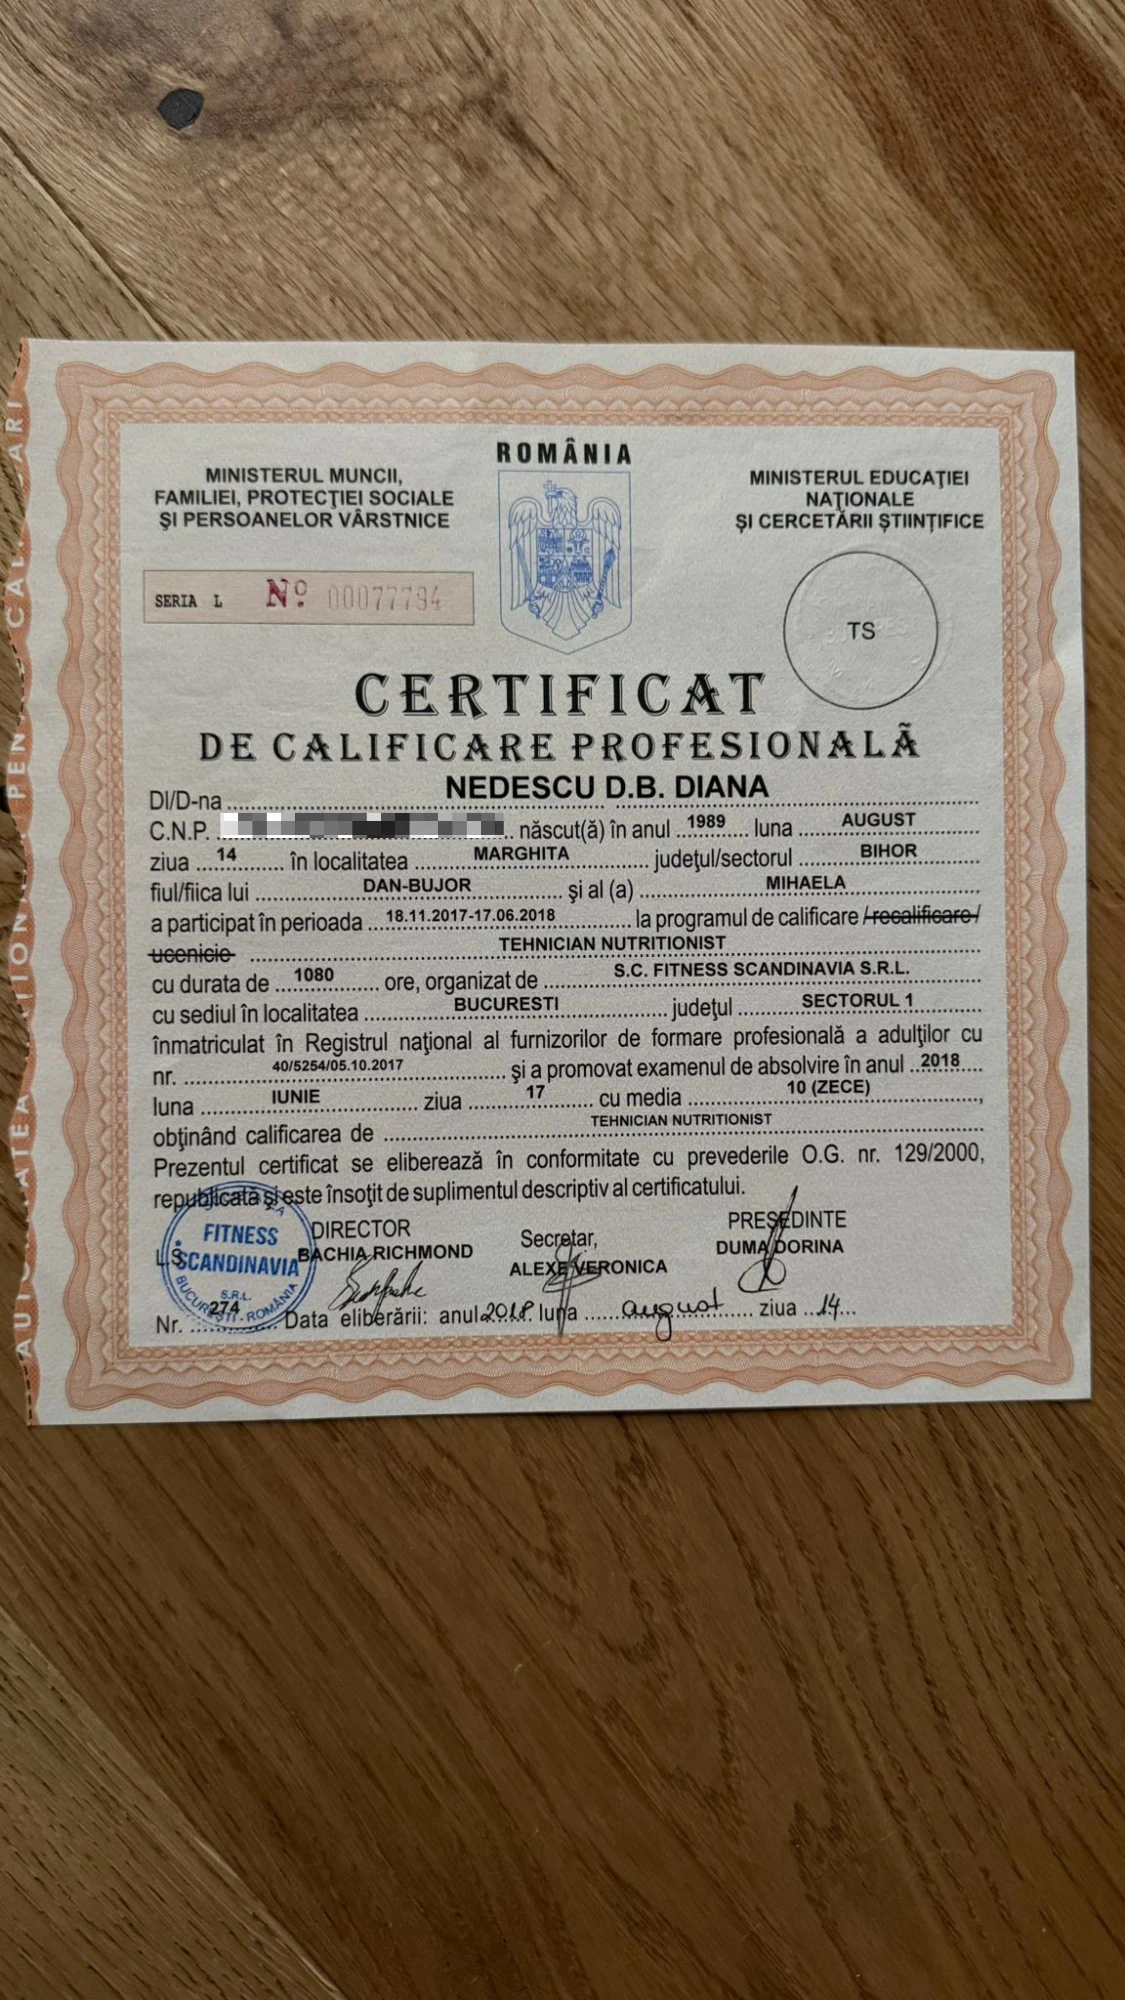 ROMÂNIA
MINISTERUL MUNCII,
FAMILIEI, PROTECŢIEI SOCIALE
ŞI PERSOANELOR VÂRSTNICE
MINISTERUL EDUCAŢIEI
NAŢIONALE
ŞI CERCETĂRII ŞTIINŢIFICE
SERIA L Nº 00077794
TS
CERTIFICAT
DE CALIFICARE PROFESIONALĂ
Dl/D-na NEDESCU D.B. DIANA
C.N.P. născut(ă) în anul 1989 luna AUGUST
ziua 14 în localitatea MARGHITA judeţul/sectorul BIHOR
fiul/fiica lui DAN-BUJOR şi al (a) MIHAELA
a participat în perioada 18.11.2017-17.06.2018 la programul de calificare /recalificare/
ucenicie TEHNICIAN NUTRITIONIST
cu durata de 1080 ore, organizat de S.C. FITNESS SCANDINAVIA S.R.L.
cu sediul în localitatea BUCURESTI judeţul SECTORUL 1
înmatriculat în Registrul naţional al furnizorilor de formare profesională a adulţilor cu
nr. 40/5254/05.10.2017 şi a promovat examenul de absolvire în anul 2018
luna IUNIE ziua 17 cu media 10 (ZECE),
obţinând calificarea de TEHNICIAN NUTRITIONIST
Prezentul certificat se eliberează în conformitate cu prevederile O.G. nr. 129/2000,
republicată şi este însoţit de suplimentul descriptiv al certificatului.
DIRECTOR Secretar, PREŞEDINTE
L.S. BACHIA RICHMOND ALEXE VERONICA DUMA DORINA
FITNESS
SCANDINAVIA
S.R.L.
BUCUREŞTI - ROMÂNIA
Nr. 274 Data eliberării: anul 2018 luna august ziua 14